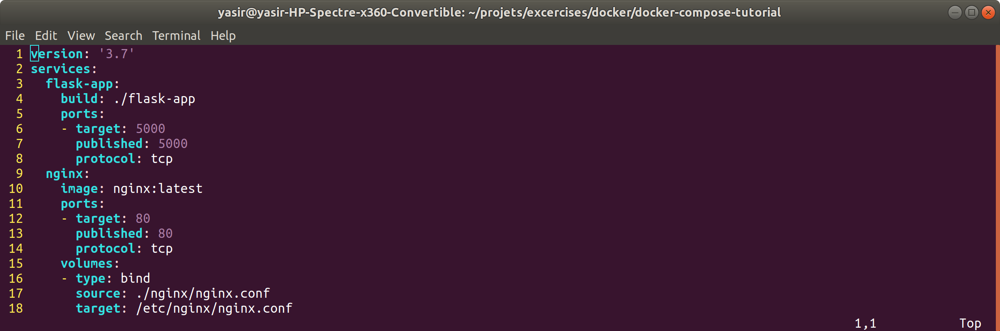 yasir@yasir-HP-Spectre-x360-Convertible: ~/projets/excercises/docker/docker-compose-tutorial
File Edit View Search Terminal Help
1 version: '3.7'
2 services:
3   flask-app:
4     build: ./flask-app
5     ports:
6     - target: 5000
7       published: 5000
8       protocol: tcp
9   nginx:
10     image: nginx:latest
11     ports:
12     - target: 80
13       published: 80
14       protocol: tcp
15     volumes:
16     - type: bind
17       source: ./nginx/nginx.conf
18       target: /etc/nginx/nginx.conf
1,1 Top